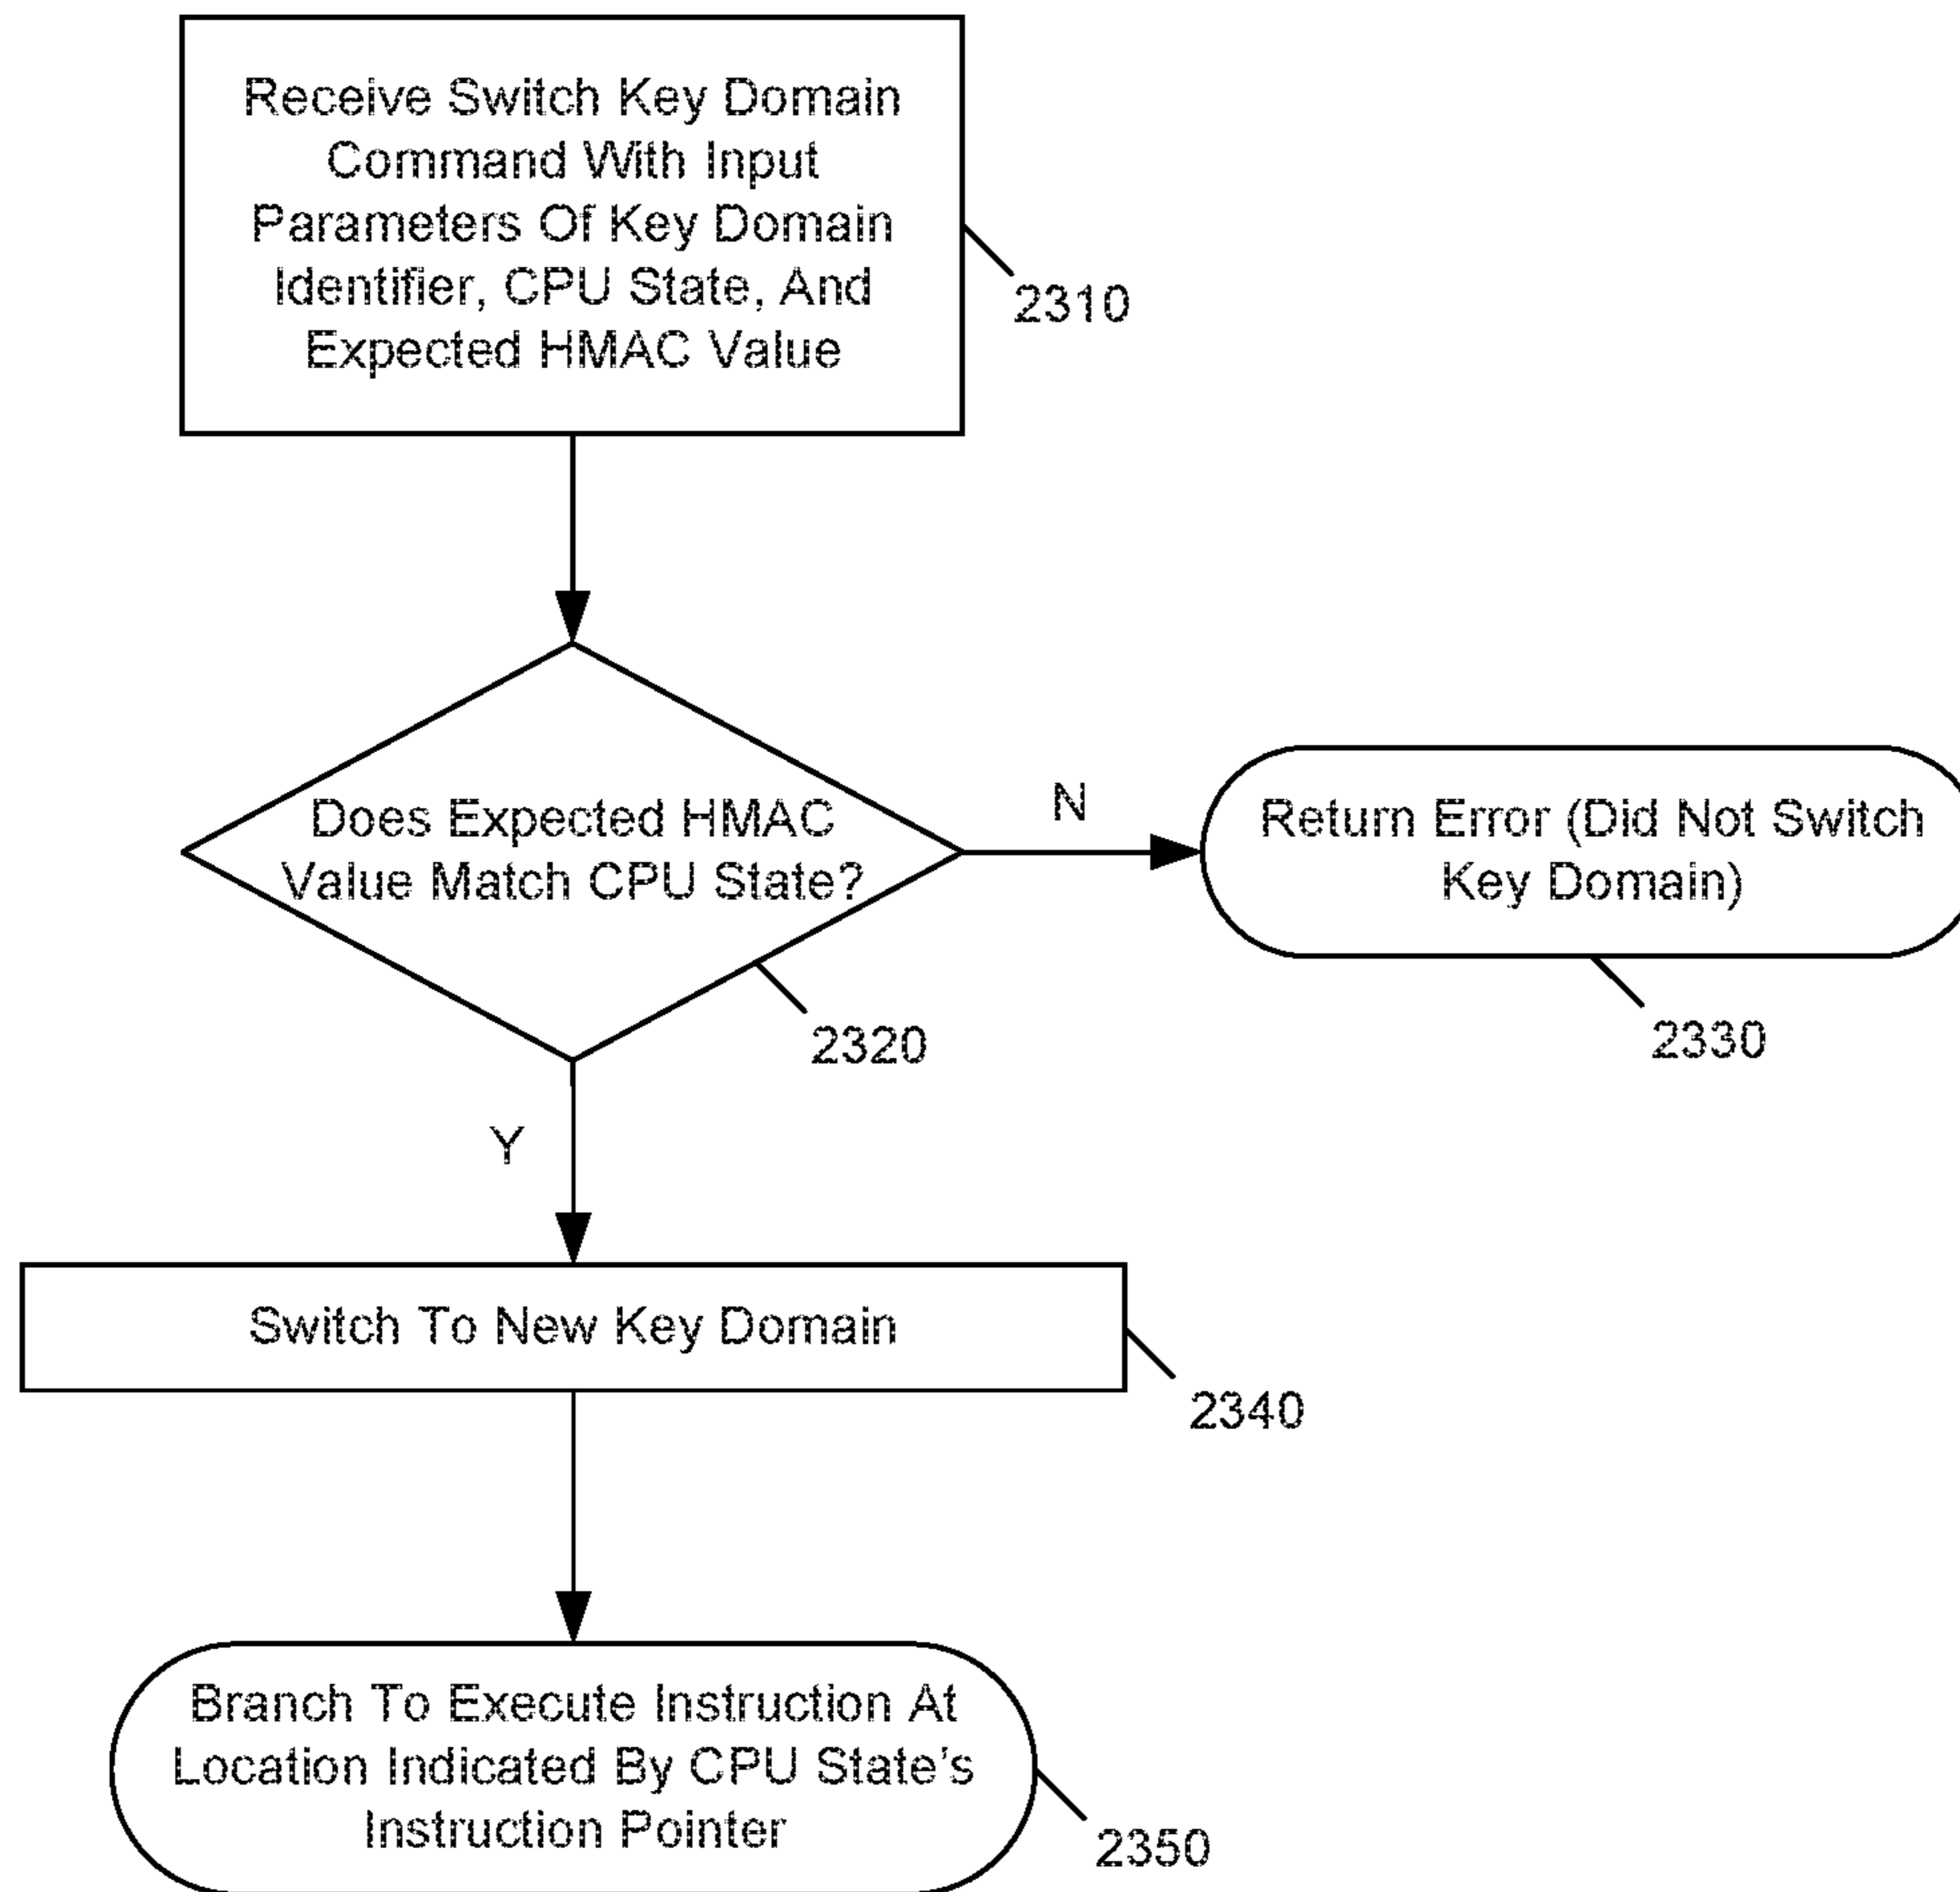 Receive Switch Key Domain
Command With Input
Parameters Of Key Domain
Identifier, CPU State, And
Expected HMAC Value
2310
Does Expected HMAC
Value Match CPU State?
N
Return Error (Did Not Switch
Key Domain)
2320
2330
Y
Switch To New Key Domain
2340
Branch To Execute Instruction At
Location Indicated By CPU State's
Instruction Pointer
2350